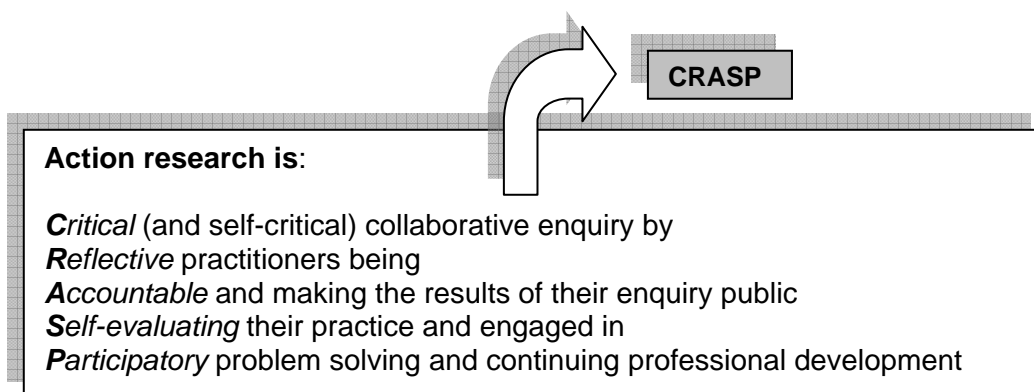 CRASP
Action research is:
Critical (and self-critical) collaborative enquiry by
Reflective practitioners being
Accountable and making the results of their enquiry public
Self-evaluating their practice and engaged in
Participatory problem solving and continuing professional development